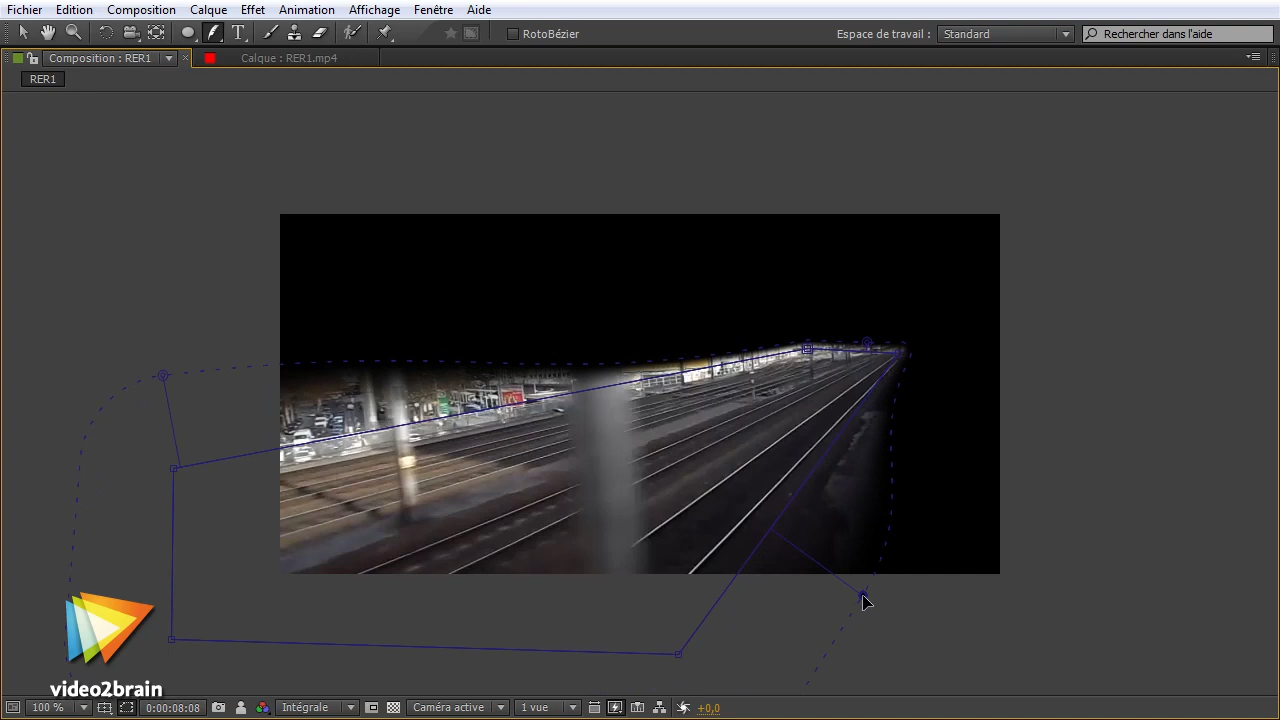 Fichier Edition Composition Calque Effet Animation Affichage Fenêtre Aide
T RotoBézier Espace de travail : Standard Rechercher dans l'aide
Composition : RER1 Calque : RER1.mp4
RER1
video2brain
100 % 0:00:08:08 Intégrale Caméra active 1 vue +0,0